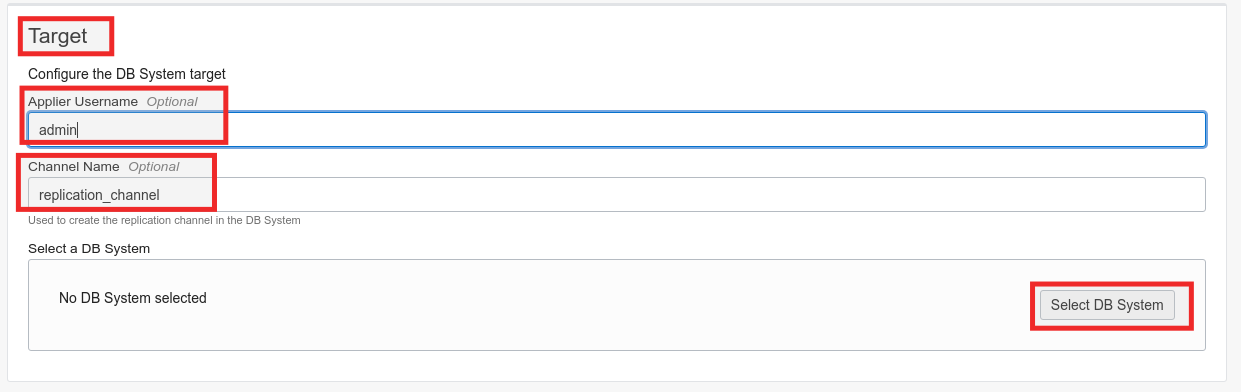 Target
Configure the DB System target
Applier Username Optional
admin
Channel Name Optional
replication_channel
Used to create the replication channel in the DB System
Select a DB System
No DB System selected
Select DB System